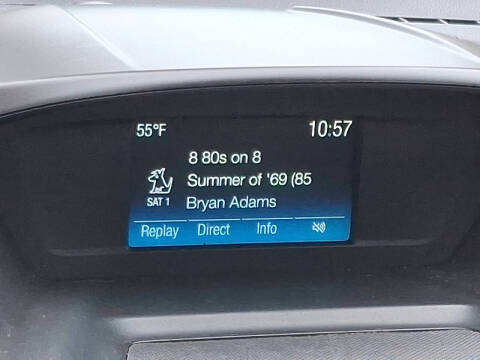 55°F 10:57
8 80s on 8
Summer of '69 (85
SAT 1 Bryan Adams
Replay Direct Info